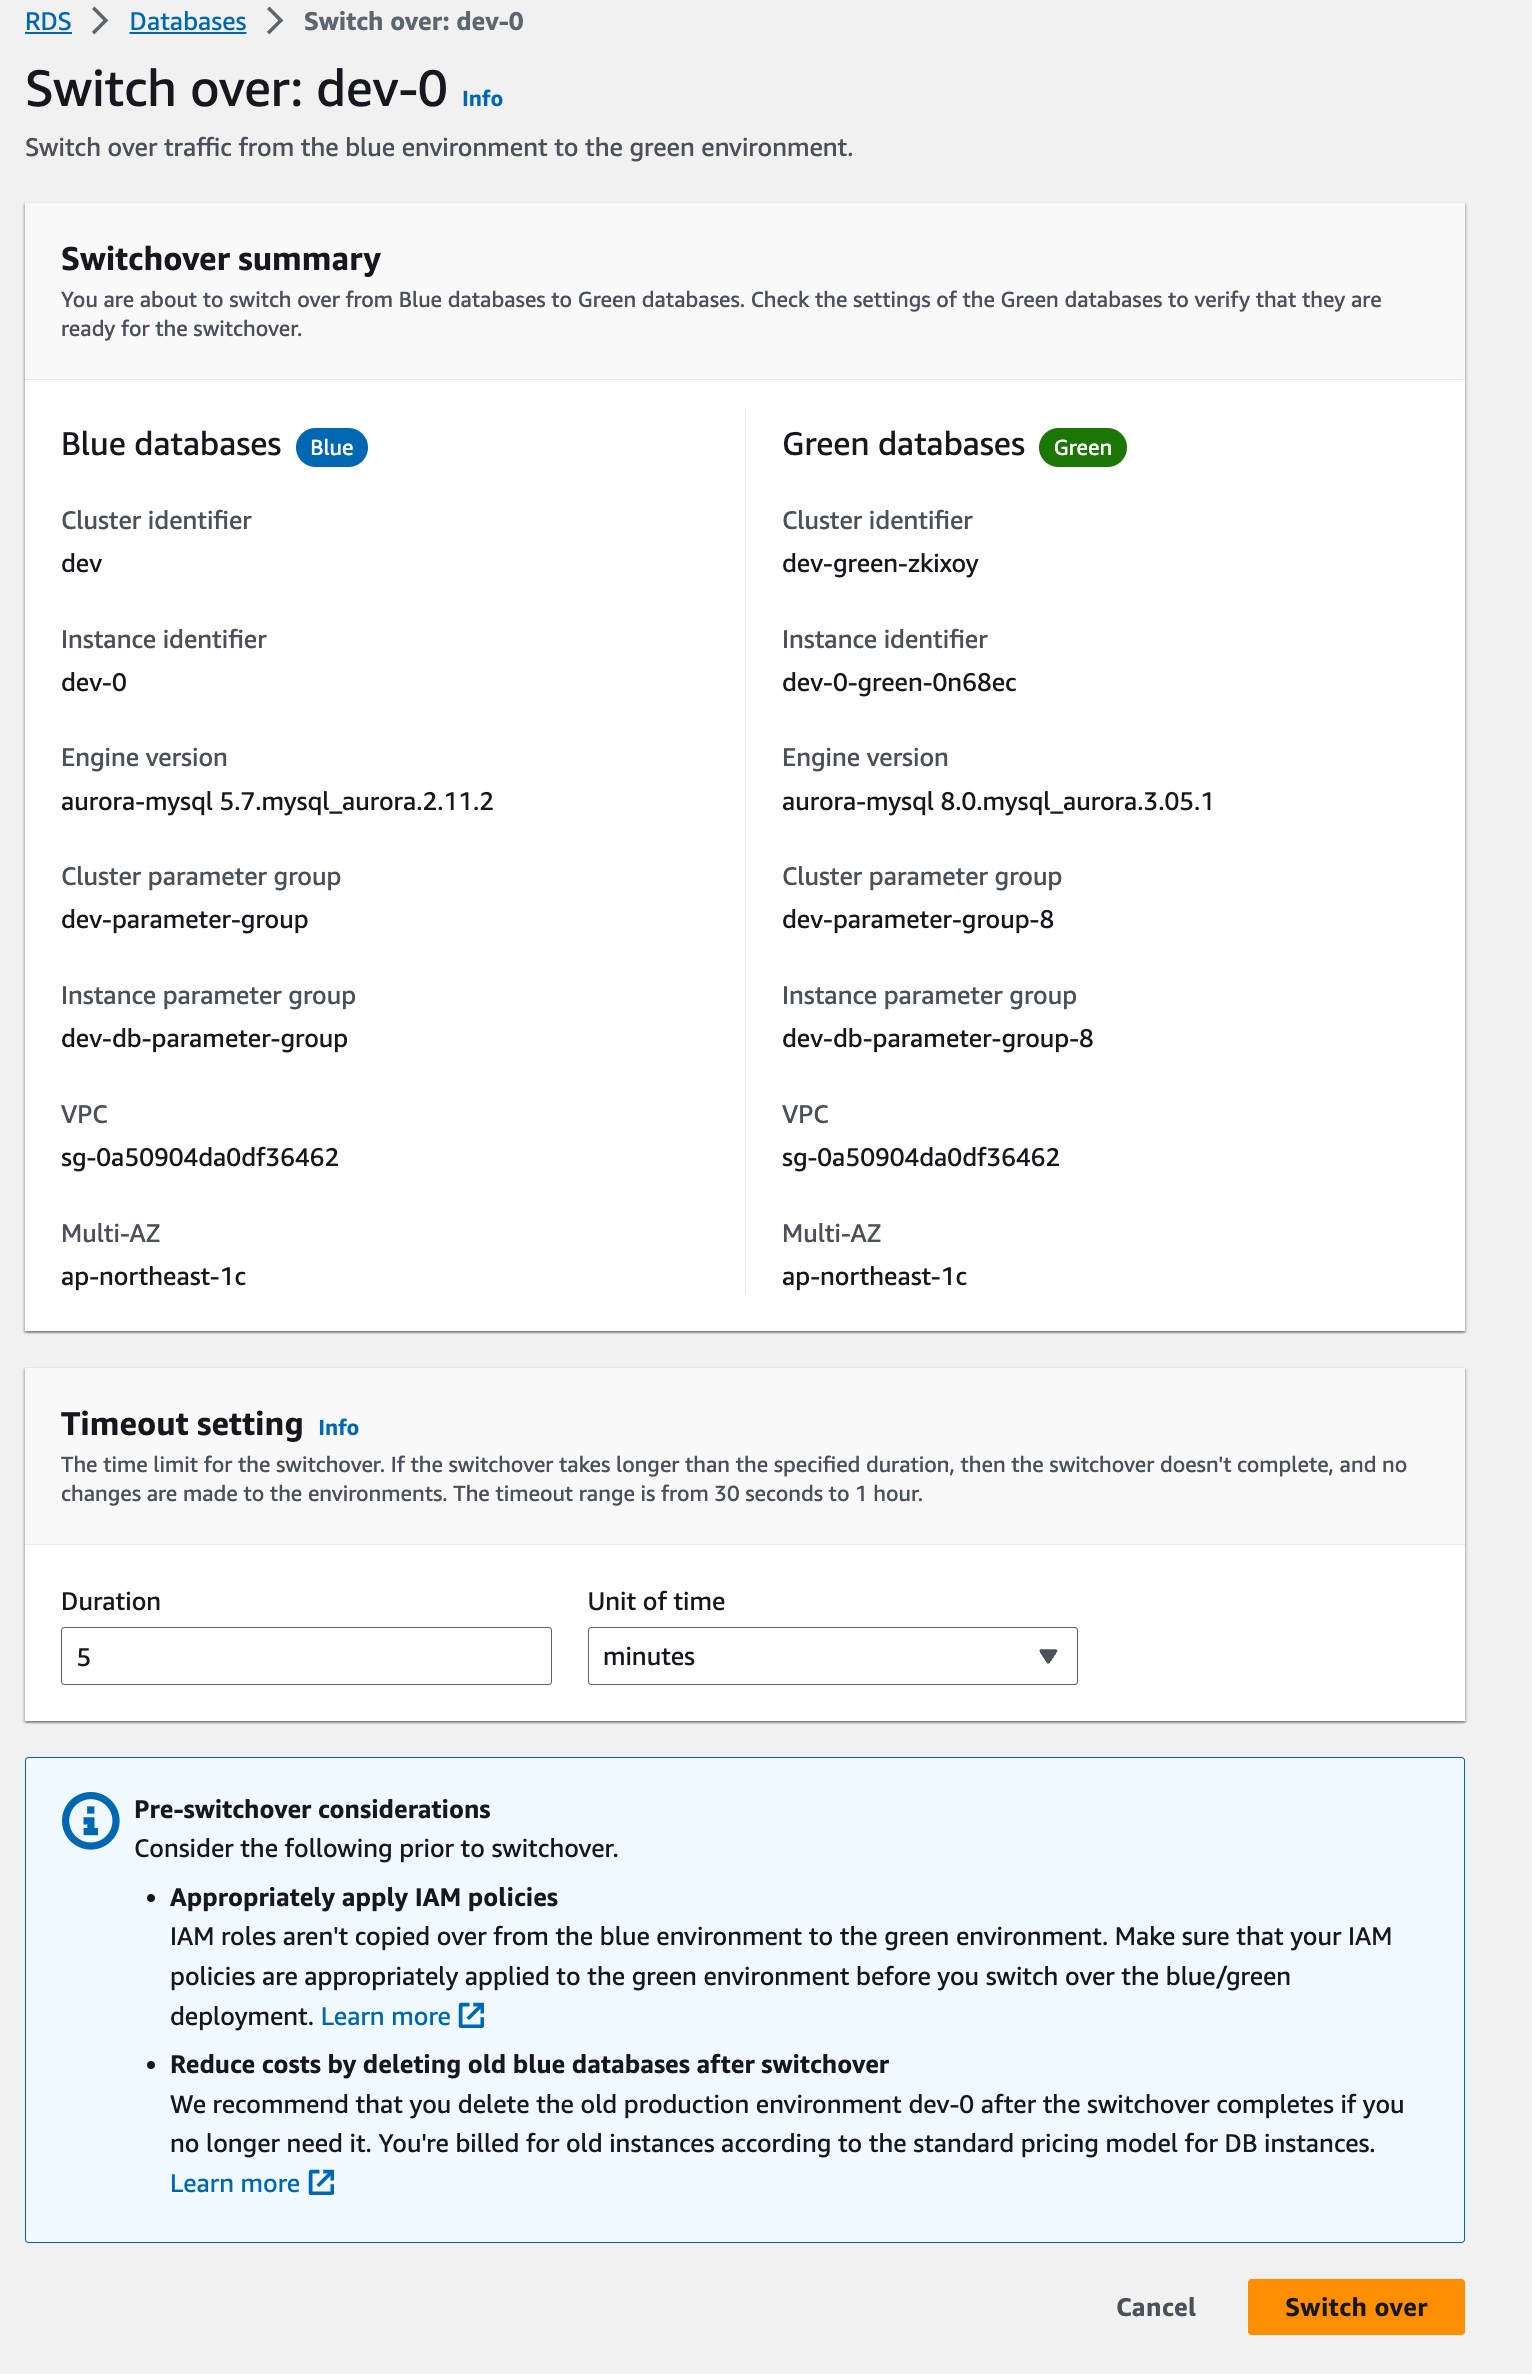 RDS > Databases > Switch over: dev-0
Switch over: dev-0 Info
Switch over traffic from the blue environment to the green environment.
Switchover summary
You are about to switch over from Blue databases to Green databases. Check the settings of the Green databases to verify that they are
ready for the switchover.
Blue databases Blue
Cluster identifier
dev
Instance identifier
dev-0
Engine version
aurora-mysql 5.7.mysql_aurora.2.11.2
Cluster parameter group
dev-parameter-group
Instance parameter group
dev-db-parameter-group
VPC
sg-0a50904da0df36462
Multi-AZ
ap-northeast-1c
Green databases Green
Cluster identifier
dev-green-zkixoy
Instance identifier
dev-0-green-0n68ec
Engine version
aurora-mysql 8.0.mysql_aurora.3.05.1
Cluster parameter group
dev-parameter-group-8
Instance parameter group
dev-db-parameter-group-8
VPC
sg-0a50904da0df36462
Multi-AZ
ap-northeast-1c
Timeout setting Info
The time limit for the switchover. If the switchover takes longer than the specified duration, then the switchover doesn't complete, and no
changes are made to the environments. The timeout range is from 30 seconds to 1 hour.
Duration
5
Unit of time
minutes
Pre-switchover considerations
Consider the following prior to switchover.
• Appropriately apply IAM policies
IAM roles aren't copied over from the blue environment to the green environment. Make sure that your IAM
policies are appropriately applied to the green environment before you switch over the blue/green
deployment. Learn more
• Reduce costs by deleting old blue databases after switchover
We recommend that you delete the old production environment dev-0 after the switchover completes if you
no longer need it. You're billed for old instances according to the standard pricing model for DB instances.
Learn more
Cancel
Switch over